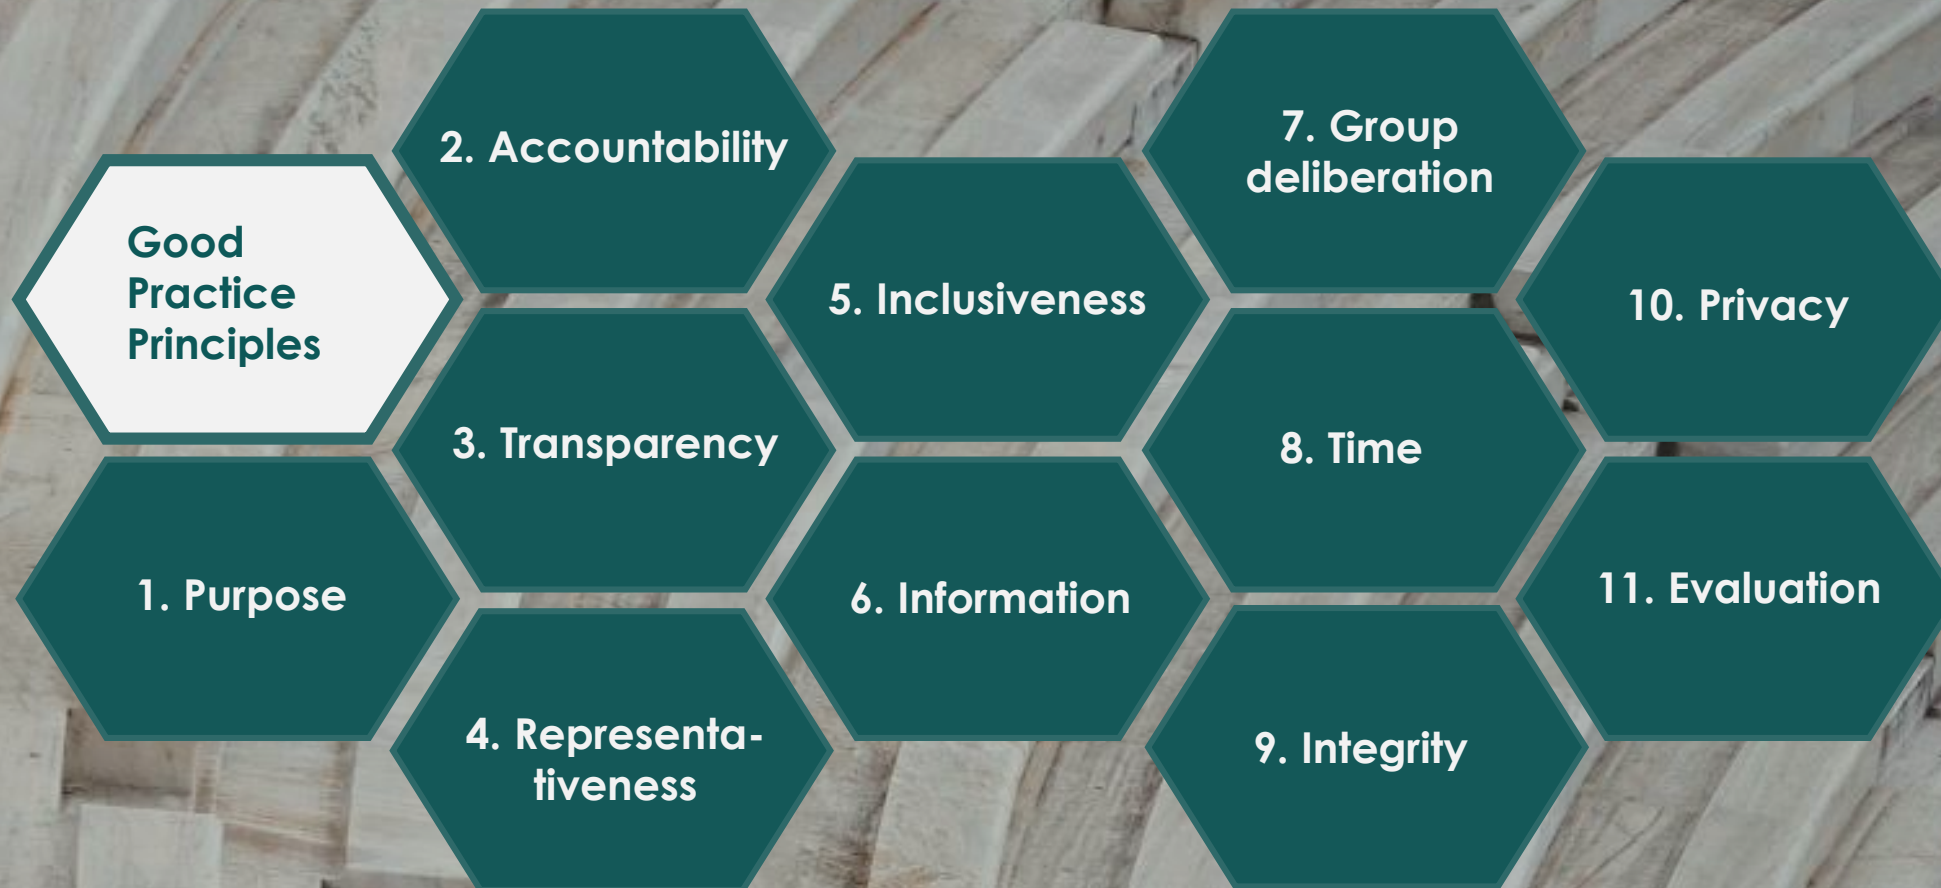 Good
Practice
Principles
1. Purpose
2. Accountability
3. Transparency
4. Representa-
tiveness
5. Inclusiveness
6. Information
7. Group
deliberation
8. Time
9. Integrity
10. Privacy
11. Evaluation